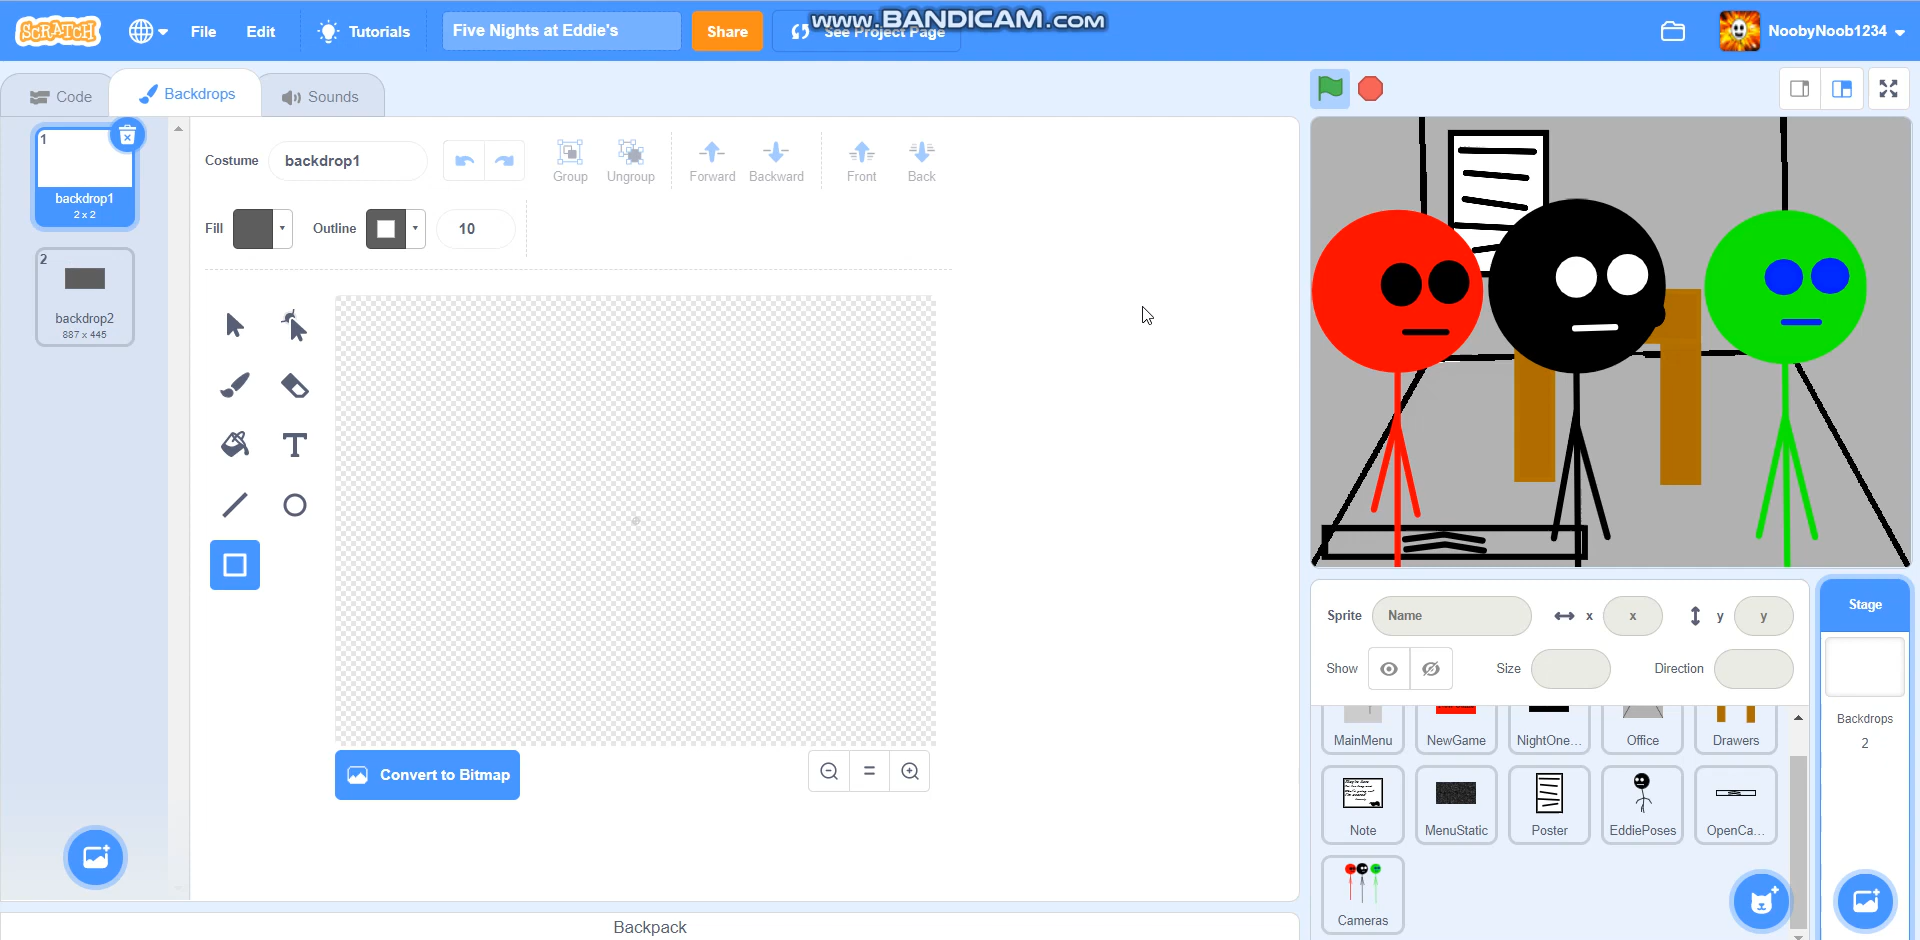 SCRATCH
File
Edit
Tutorials
Five Nights at Eddie's
Share
See Project Page
www.BANDICAM.com
NoobyNoob1234
Code
Backdrops
Sounds
1
backdrop1
2 x 2
2
backdrop2
887 x 445
Costume
backdrop1
Group
Ungroup
Forward
Backward
Front
Back
Fill
Outline
10
T
Convert to Bitmap
Backpack
Sprite
Name
x
x
y
y
Show
Size
Direction
Stage
Backdrops
2
MainMenu
NewGame
NightOne...
Office
Drawers
Note
MenuStatic
Poster
EddiePoses
OpenCa...
Cameras